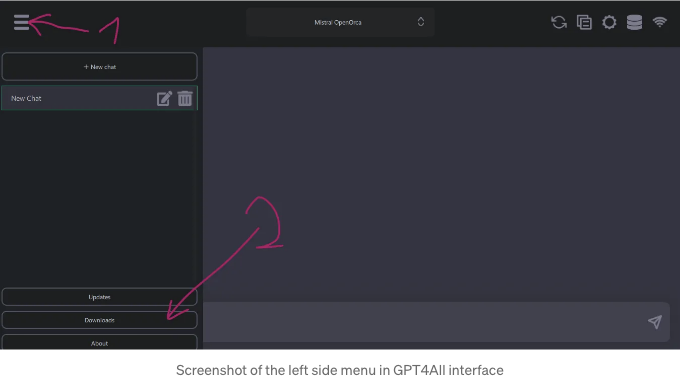 1
Mistral OpenOrca
+ New chat
New Chat
2
Updates
Downloads
About
Screenshot of the left side menu in GPT4All interface